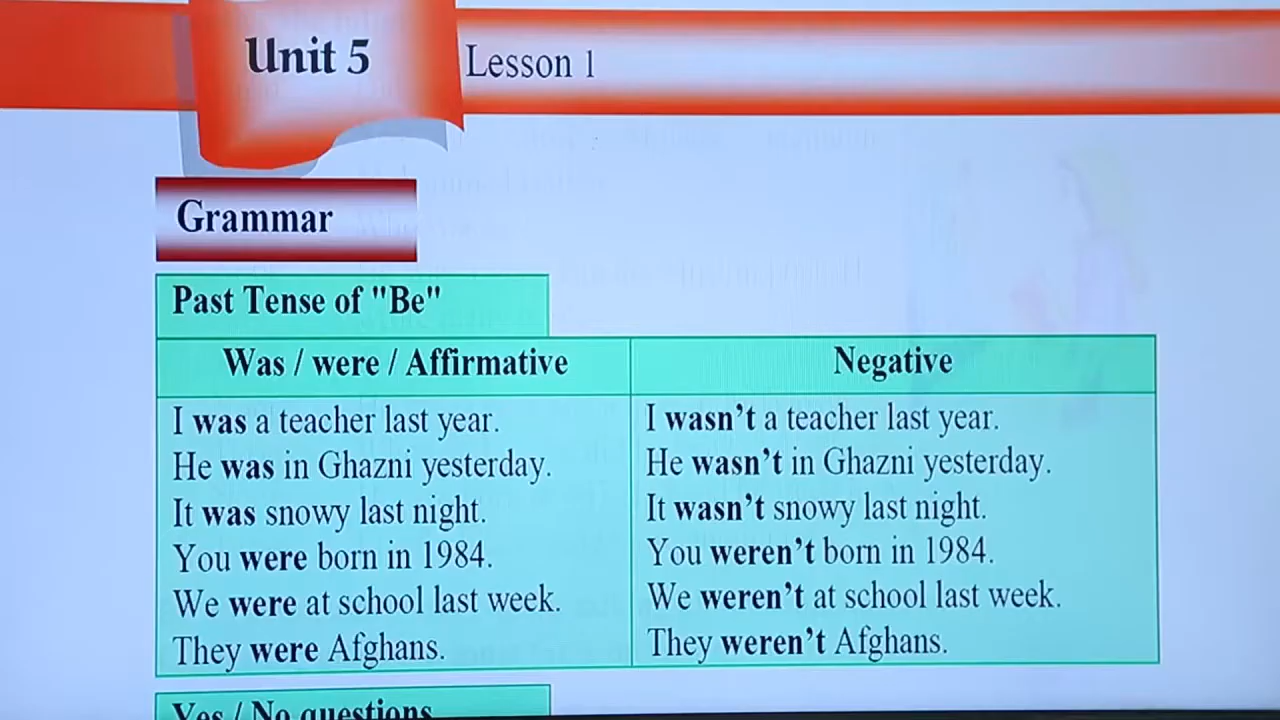 Unit 5
Lesson 1
Grammar
Past Tense of "Be"
Was / were / Affirmative
Negative
I was a teacher last year.
He was in Ghazni yesterday.
It was snowy last night.
You were born in 1984.
We were at school last week.
They were Afghans.
I wasn’t a teacher last year.
He wasn’t in Ghazni yesterday.
It wasn’t snowy last night.
You weren’t born in 1984.
We weren’t at school last week.
They weren’t Afghans.
Yes / No questions